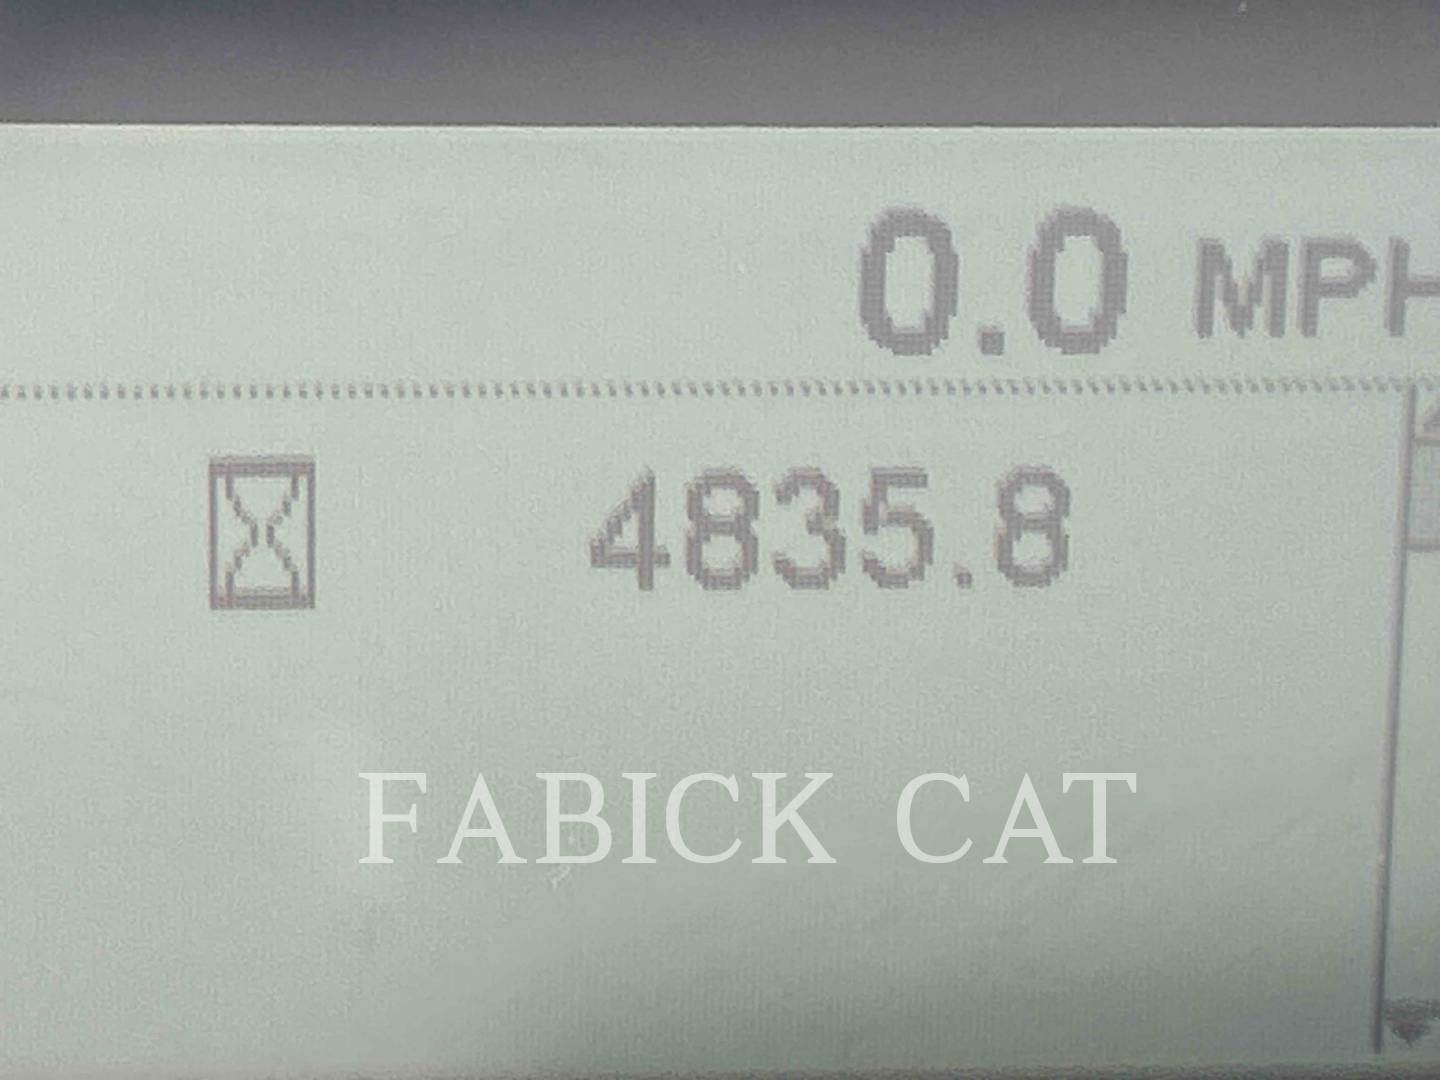 0.0 MPH
4835.8
FABICK CAT